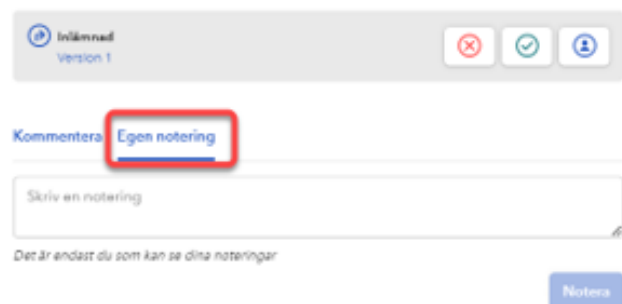 Inlämnad
Version 1
Kommentera Egen notering
Skriv en notering
Det är endast du som kan se dina noteringar
Notera